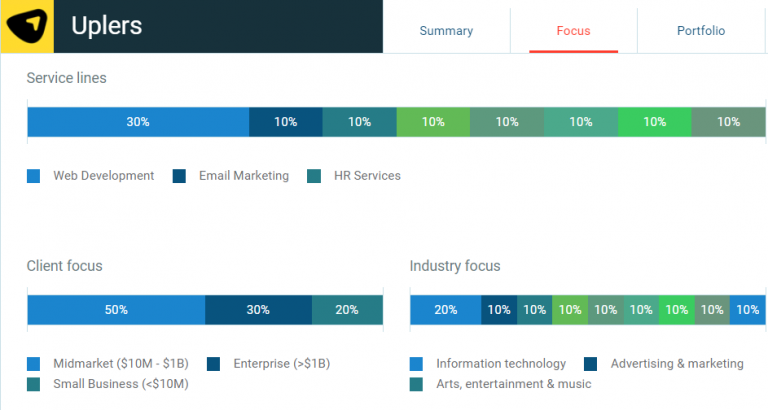 Uplers
Summary
Focus
Portfolio
Service lines
30% 10% 10% 10% 10% 10% 10% 10%
Web Development Email Marketing HR Services
Client focus
50% 30% 20%
Midmarket ($10M - $1B) Enterprise (>$1B)
Small Business (<$10M)
Industry focus
20% 10% 10% 10% 10% 10% 10% 10% 10%
Information technology Advertising & marketing
Arts, entertainment & music